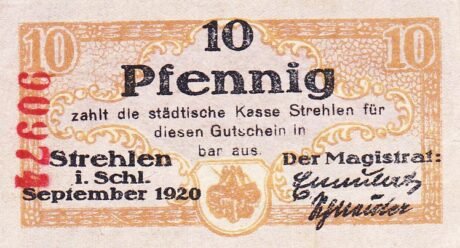 10 10 10
Pfennig
zahlt die städtische Kasse Strehlen für
diesen Gutschein in
bar aus.
Strehlen Der Magistrat:
i. Schl.
September 1920